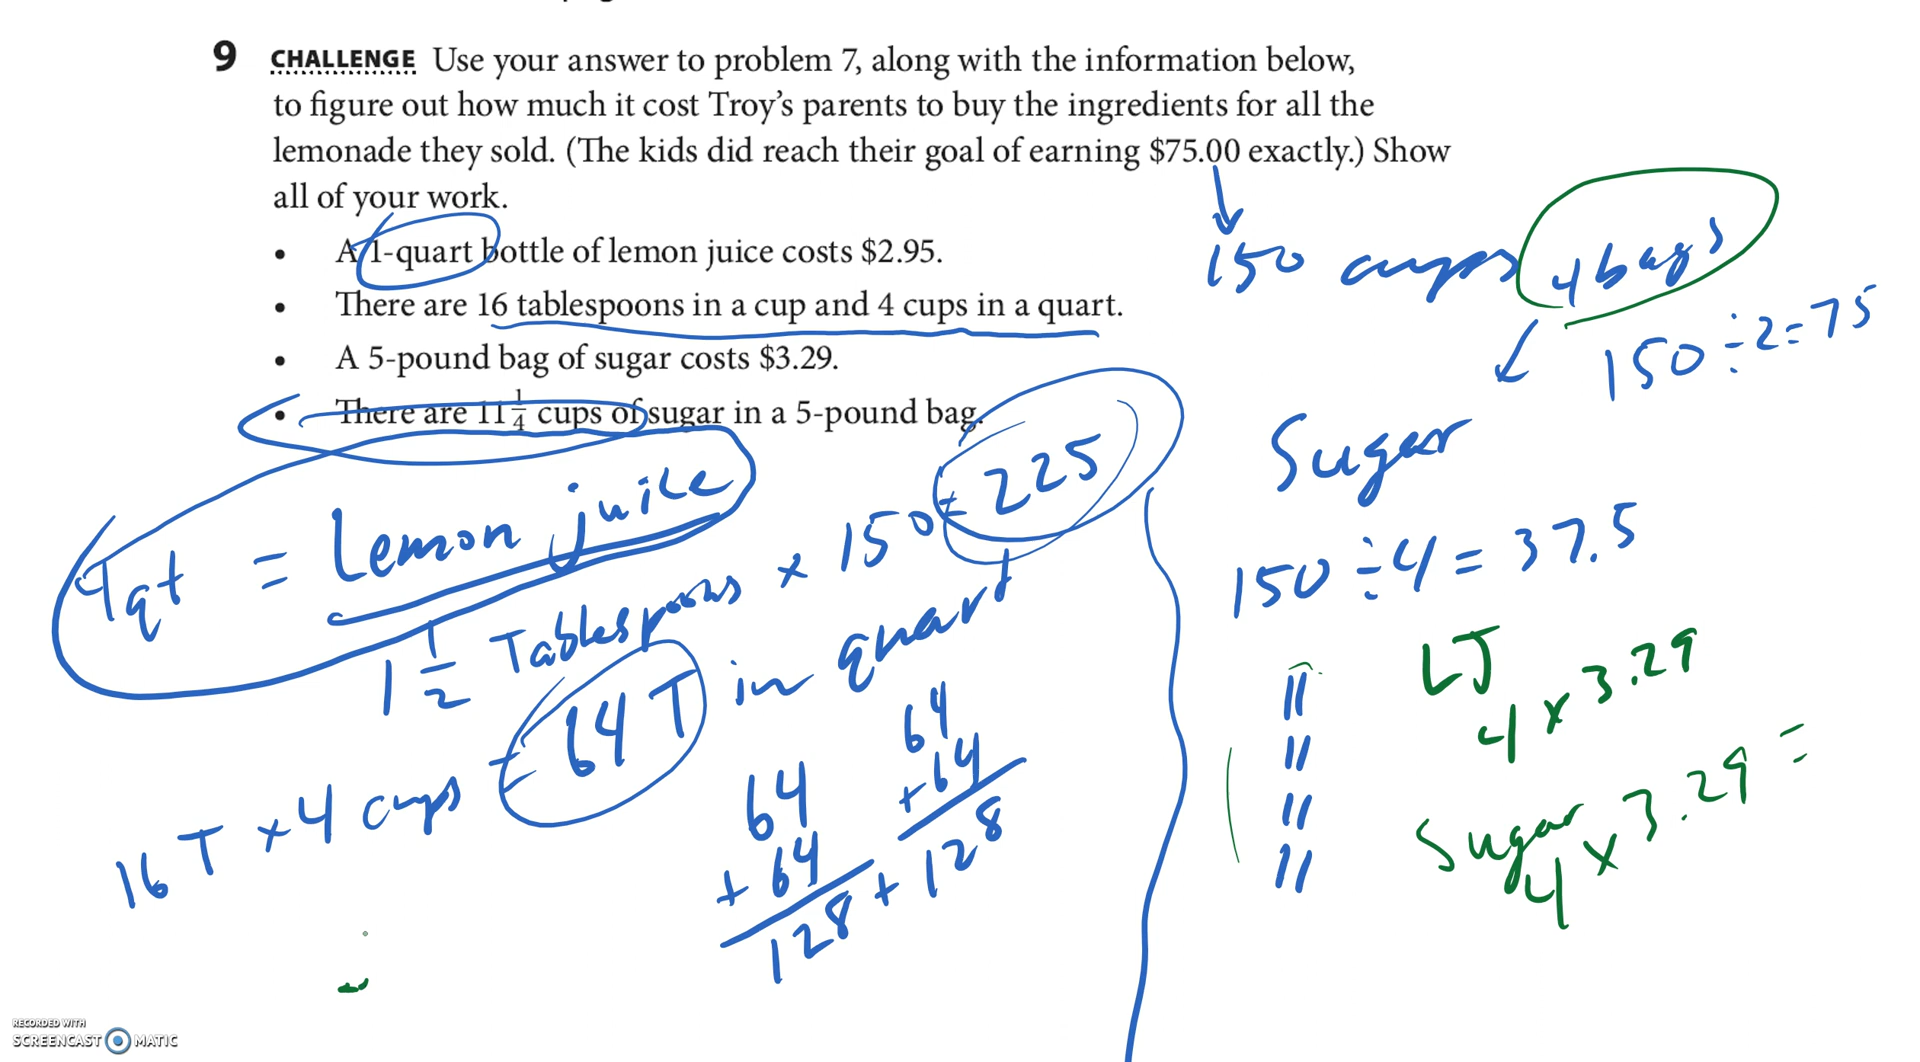 9 CHALLENGE Use your answer to problem 7, along with the information below,
to figure out how much it cost Troy's parents to buy the ingredients for all the
lemonade they sold. (The kids did reach their goal of earning $75.00 exactly.) Show
all of your work.
• A 1-quart bottle of lemon juice costs $2.95.
• There are 16 tablespoons in a cup and 4 cups in a quart.
• A 5-pound bag of sugar costs $3.29.
• There are 11 1/4 cups of sugar in a 5-pound bag.
150 cups
4 bags
150 ÷ 2 = 75
Sugar
150 ÷ 4 = 37.5
4qt = Lemon juice
1 1/2 Tablespoons × 150 = 225
16 T × 4 cups = 64 T in quart
64
+ 64
128 + 128
64
+ 64
11
11
11
11
LJ
4 × 3.29
Sugar
4 × 3.29 =
RECORDED WITH
SCREENCAST MATIC